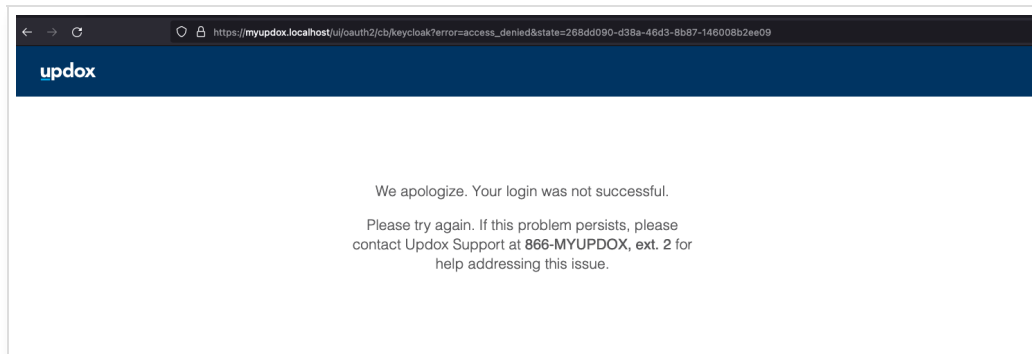 https://myupdox.localhost/ui/oauth2/cb/keycloak?error=access_denied&state=268dd090-d38a-46d3-8b87-146008b2ee09
updox
We apologize. Your login was not successful.
Please try again. If this problem persists, please
contact Updox Support at 866-MYUPDOX, ext. 2 for
help addressing this issue.